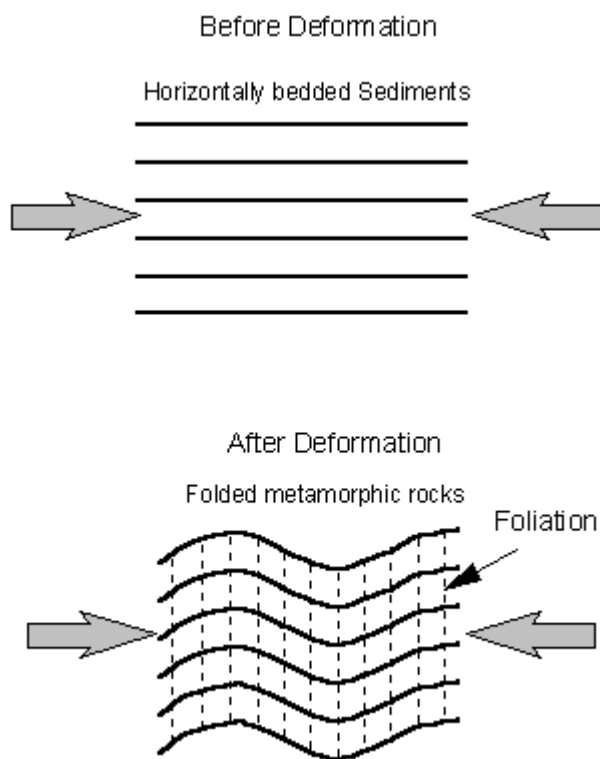 Before Deformation
Horizontally bedded Sediments
After Deformation
Folded metamorphic rocks
Foliation